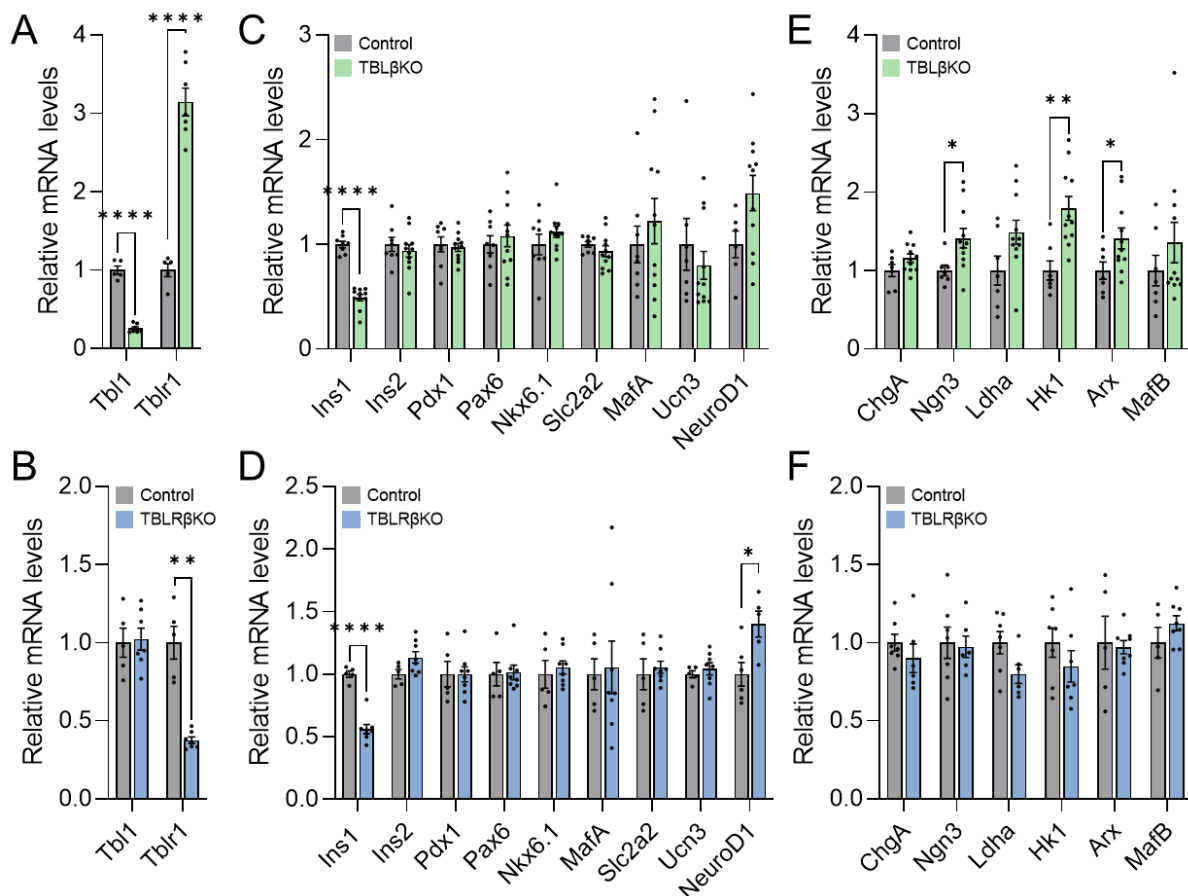 A
Relative mRNA levels
4
3
2
1
0
****
****
Tbl1
Tblr1
C
Relative mRNA levels
3
2
1
0
Control
TBLβKO
****
Ins1
Ins2
Pdx1
Pax6
Nkx6.1
Slc2a2
MafA
Ucn3
NeuroD1
E
Relative mRNA levels
4
3
2
1
0
Control
TBLβKO
*
**
*
ChgA
Ngn3
Ldha
Hk1
Arx
MafB
B
Relative mRNA levels
2.0
1.5
1.0
0.5
0.0
Control
TBLRβKO
**
Tbl1
Tblr1
D
Relative mRNA levels
2.5
2.0
1.5
1.0
0.5
0.0
Control
TBLRβKO
****
*
Ins1
Ins2
Pdx1
Pax6
Nkx6.1
MafA
Slc2a2
Ucn3
NeuroD1
F
Relative mRNA levels
2.0
1.5
1.0
0.5
0.0
Control
TBLRβKO
ChgA
Ngn3
Ldha
Hk1
Arx
MafB